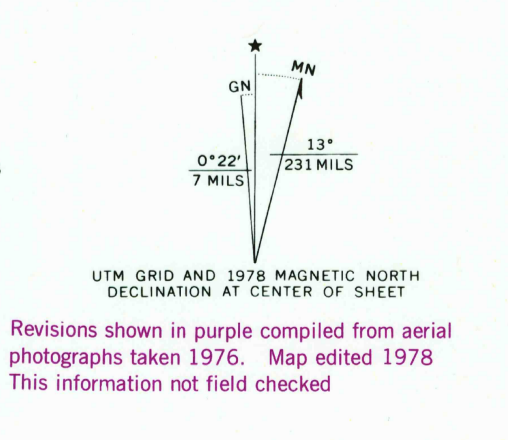 ★
MN
GN
13°
0°22'
231 MILS
7 MILS
UTM GRID AND 1978 MAGNETIC NORTH
DECLINATION AT CENTER OF SHEET
Revisions shown in purple compiled from aerial
photographs taken 1976. Map edited 1978
This information not field checked